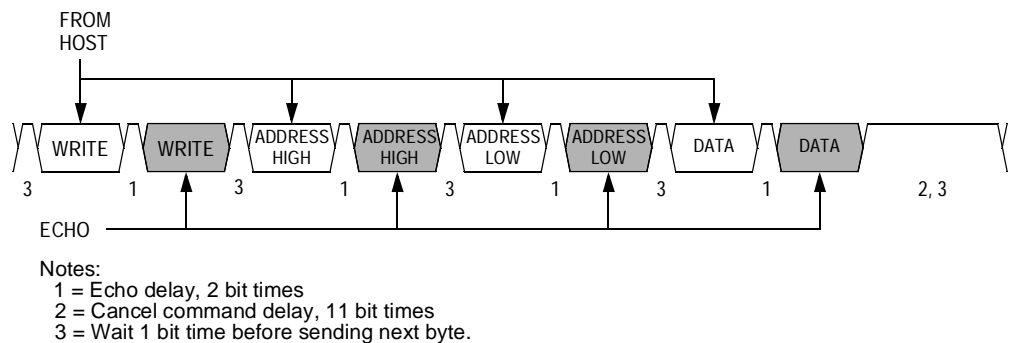 FROM
HOST
WRITE WRITE ADDRESS HIGH ADDRESS HIGH ADDRESS LOW ADDRESS LOW DATA DATA
3 1 3 1 3 1 3 1 2, 3
ECHO
Notes:
1 = Echo delay, 2 bit times
2 = Cancel command delay, 11 bit times
3 = Wait 1 bit time before sending next byte.